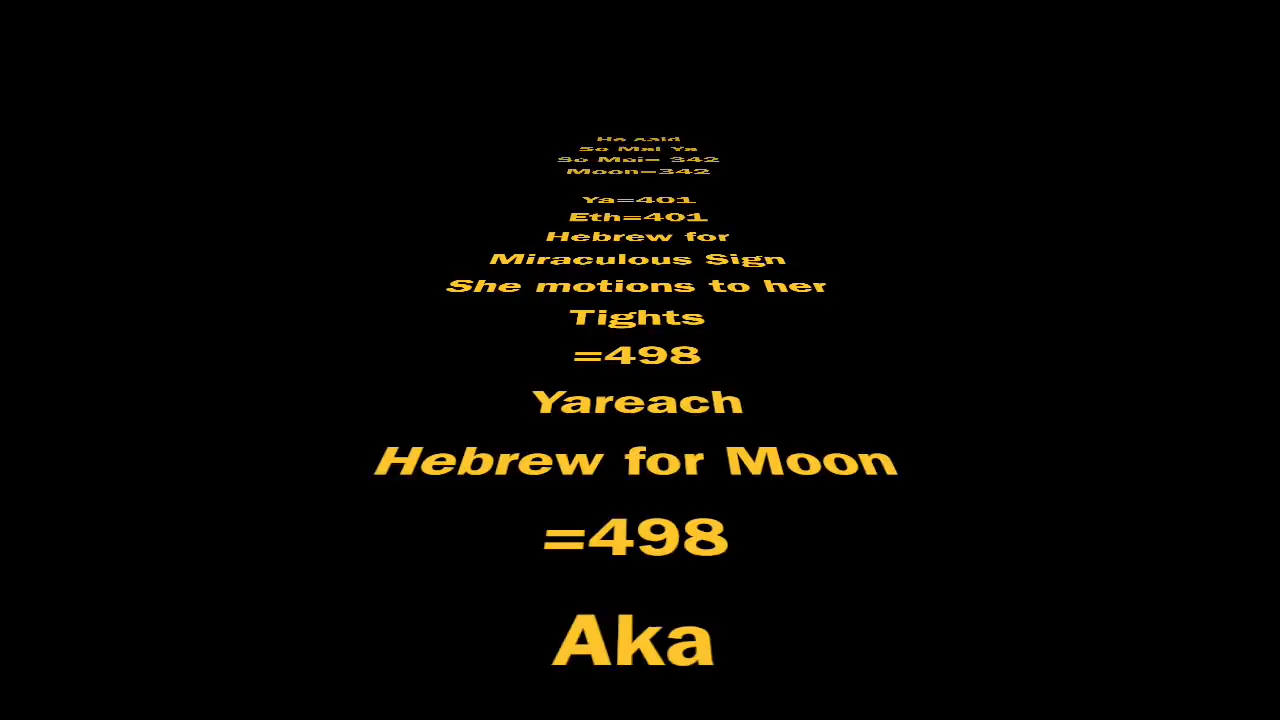 He said
So Mai Ya
So Mai= 342
Moon=342
Ya=401
Eth=401
Hebrew for
Miraculous Sign
She motions to her
Tights
=498
Yareach
Hebrew for Moon
=498
Aka